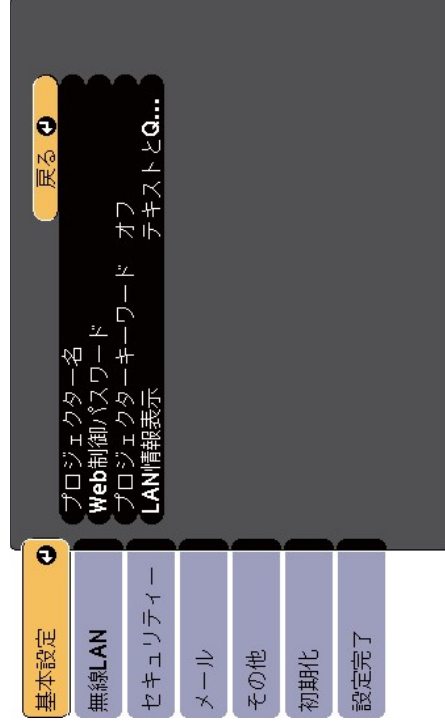 基本設定
無線LAN
セキュリティー
メール
その他
初期化
設定完了
戻る
プロジェクター名
Web制御パスワード
プロジェクターキーワード オフ
LAN情報表示 テキストとQ...